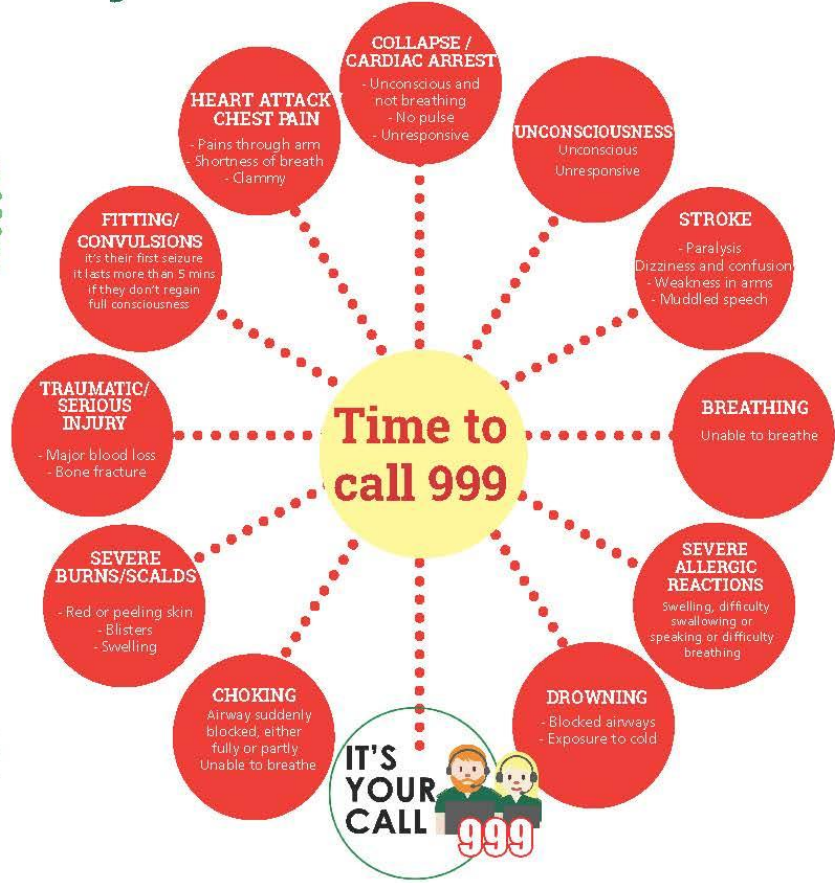 COLLAPSE /
CARDIAC ARREST
- Unconscious and
not breathing
- No pulse
- Unresponsive
UNCONSCIOUSNESS
Unconscious
Unresponsive
STROKE
- Paralysis
Dizziness and confusion
- Weakness in arms
- Muddled speech
BREATHING
Unable to breathe
SEVERE
ALLERGIC
REACTIONS
Swelling, difficulty
swallowing or
speaking or difficulty
breathing
DROWNING
- Blocked airways
- Exposure to cold
IT'S
YOUR
CALL
999
CHOKING
Airway suddenly
blocked, either
fully or partly
Unable to breathe
SEVERE
BURNS/SCALDS
- Red or peeling skin
- Blisters
- Swelling
TRAUMATIC/
SERIOUS
INJURY
- Major blood loss
- Bone fracture
FITTING/
CONVULSIONS
it's their first seizure
it lasts more than 5 mins
if they don't regain
full consciousness
HEART ATTACK
CHEST PAIN
- Pains through arm
- Shortness of breath
- Clammy
Time to
call 999